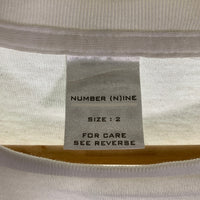 NUMBER (N)INE
SIZE : 2
FOR CARE
SEE REVERSE